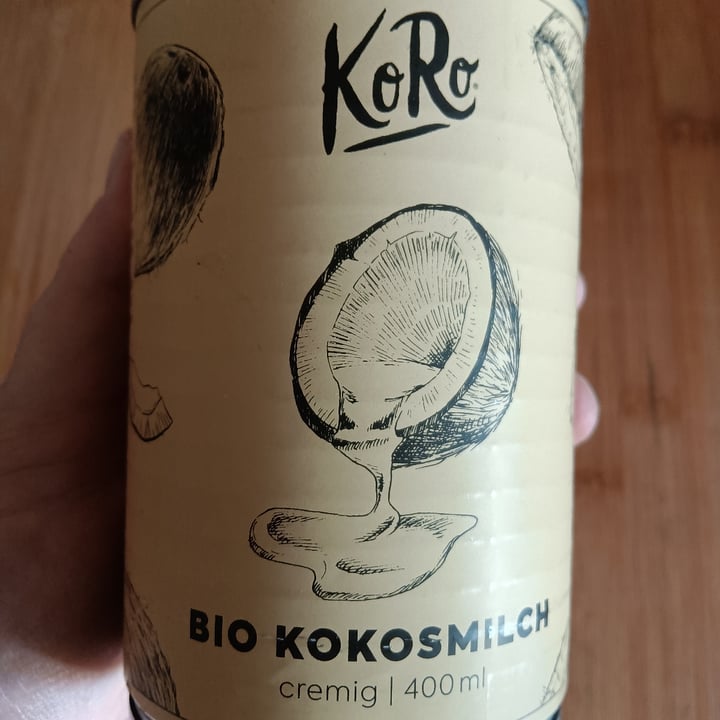 KoRo
BIO KOKOSMILCH
cremig | 400 ml